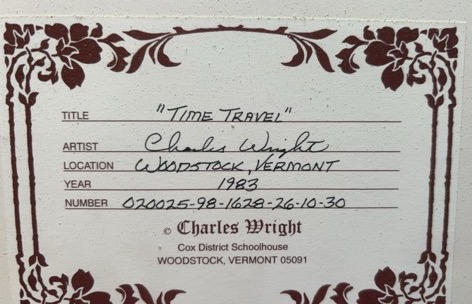 TITLE "TIME TRAVEL"
ARTIST Charles Wright
LOCATION WOODSTOCK, VERMONT
YEAR 1983
NUMBER 020025-98-1628-26-10-30
© Charles Wright
Cox District Schoolhouse
WOODSTOCK, VERMONT 05091